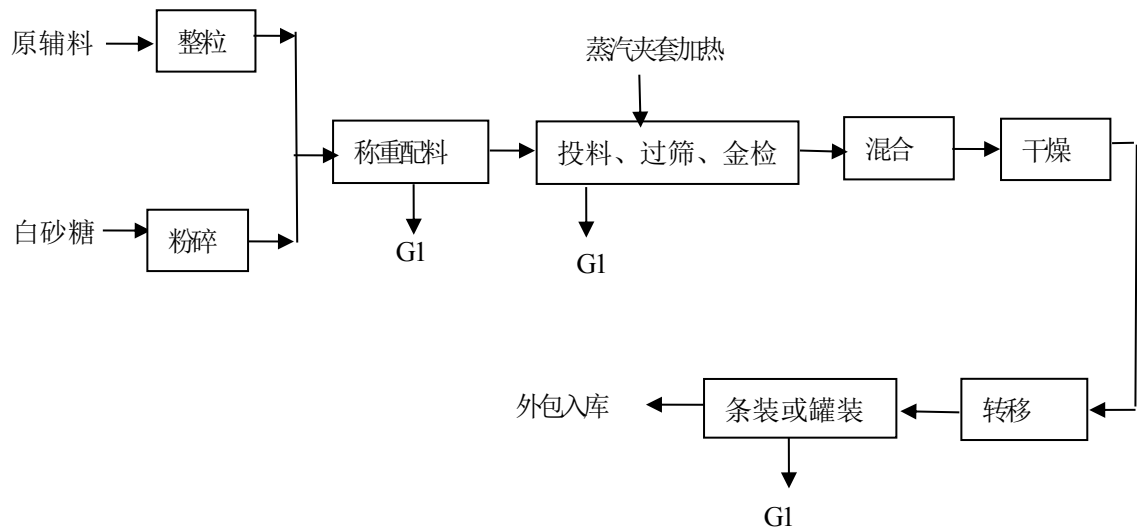 原辅料
整粒
蒸汽夹套加热
称重配料
投料、过筛、金检
混合
干燥
白砂糖
粉碎
G1
G1
外包入库
条装或罐装
转移
G1